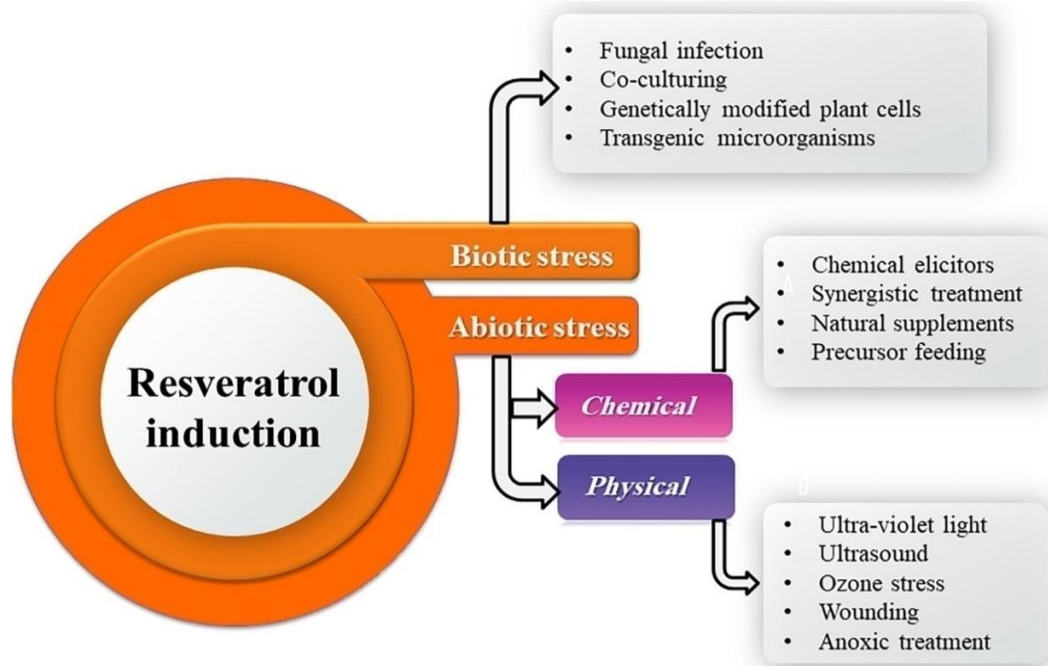 • Fungal infection
• Co-culturing
• Genetically modified plant cells
• Transgenic microorganisms
Biotic stress
Abiotic stress
Resveratrol
induction
• Chemical elicitors
• Synergistic treatment
• Natural supplements
• Precursor feeding
Chemical
Physical
• Ultra-violet light
• Ultrasound
• Ozone stress
• Wounding
• Anoxic treatment